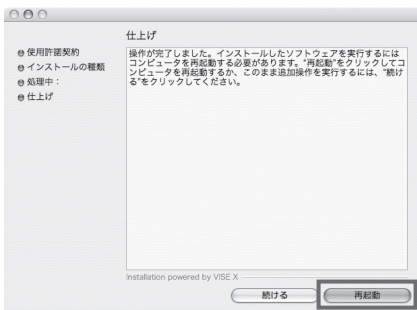 仕上げ
使用許諾契約
インストールの種類
処理中：
仕上げ
操作が完了しました。インストールしたソフトウェアを実行するには
コンピュータを再起動する必要があります。"再起動"をクリックしてコ
ンピュータを再起動するか、このまま追加操作を実行するには、"続け
る"をクリックしてください。
Installation powered by VISE X
続ける
再起動